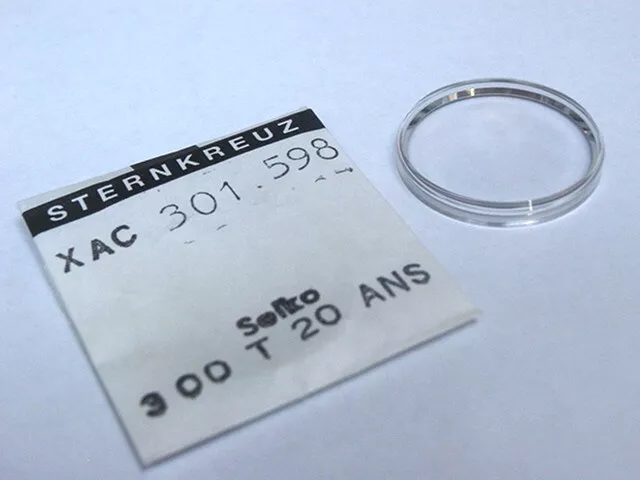 STERNKREUZ
XAC 301.598
Seiko
300 T 20 ANS